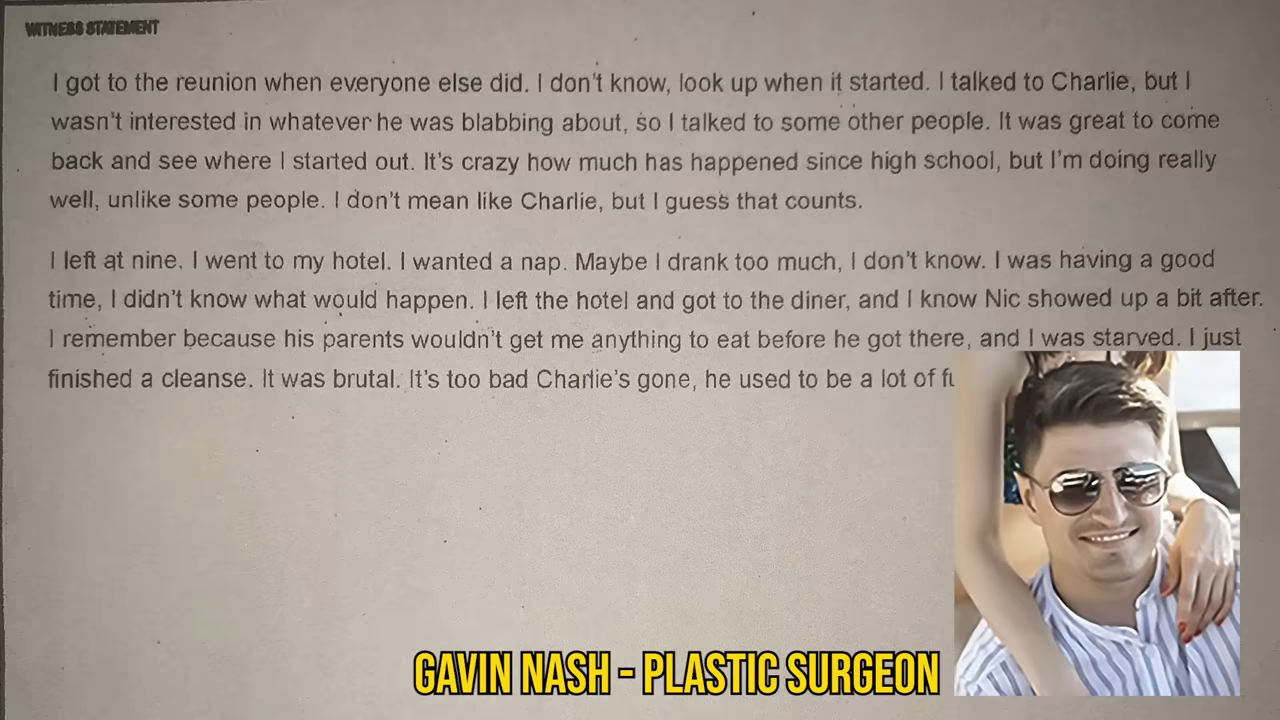 WITNESS STATEMENT
I got to the reunion when everyone else did. I don't know, look up when it started. I talked to Charlie, but I
wasn't interested in whatever he was blabbing about, so I talked to some other people. It was great to come
back and see where I started out. It's crazy how much has happened since high school, but I'm doing really
well, unlike some people. I don't mean like Charlie, but I guess that counts.
I left at nine. I went to my hotel. I wanted a nap. Maybe I drank too much, I don't know. I was having a good
time, I didn't know what would happen. I left the hotel and got to the diner, and I know Nic showed up a bit after.
I remember because his parents wouldn't get me anything to eat before he got there, and I was starved. I just
finished a cleanse. It was brutal. It's too bad Charlie's gone, he used to be a lot of
GAVIN NASH - PLASTIC SURGEON